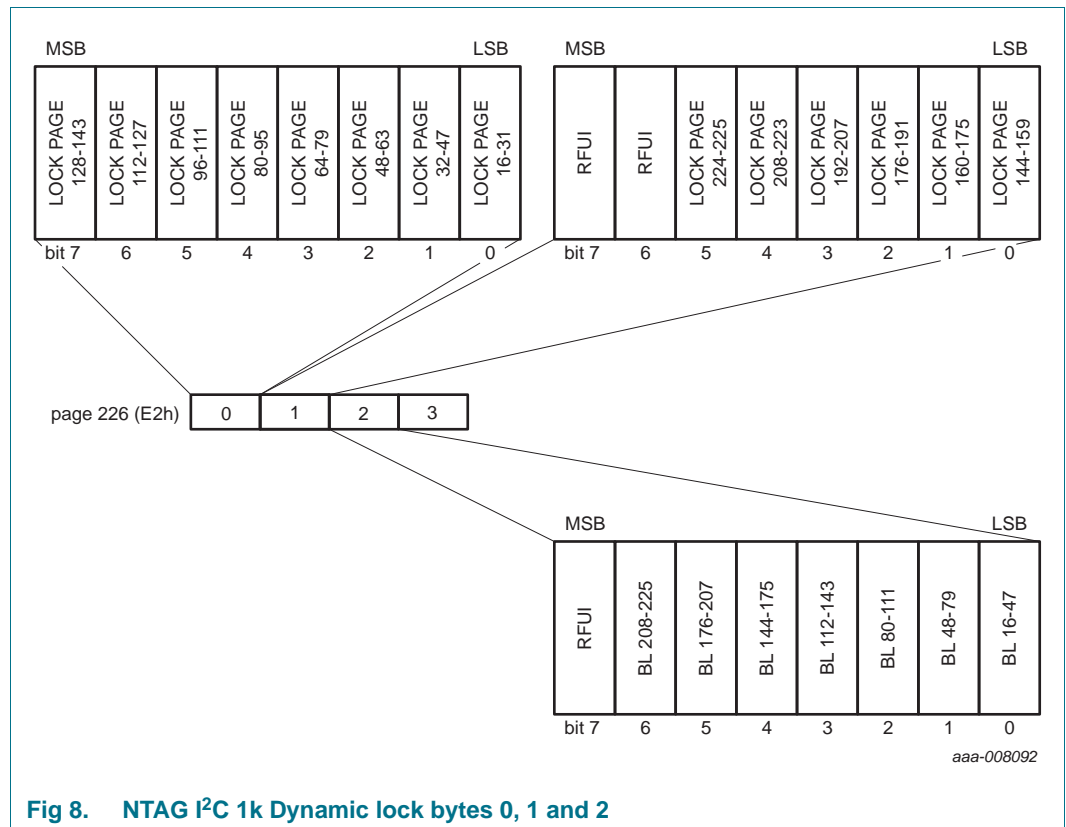 MSB LSB
LOCK PAGE 128-143
LOCK PAGE 112-127
LOCK PAGE 96-111
LOCK PAGE 80-95
LOCK PAGE 64-79
LOCK PAGE 48-63
LOCK PAGE 32-47
LOCK PAGE 16-31
bit 7 6 5 4 3 2 1 0
MSB LSB
RFUI
RFUI
LOCK PAGE 224-225
LOCK PAGE 208-223
LOCK PAGE 192-207
LOCK PAGE 176-191
LOCK PAGE 160-175
LOCK PAGE 144-159
bit 7 6 5 4 3 2 1 0
page 226 (E2h) 0 1 2 3
MSB LSB
RFUI
BL 208-225
BL 176-207
BL 144-175
BL 112-143
BL 80-111
BL 48-79
BL 16-47
bit 7 6 5 4 3 2 1 0
aaa-008092
Fig 8. NTAG I²C 1k Dynamic lock bytes 0, 1 and 2